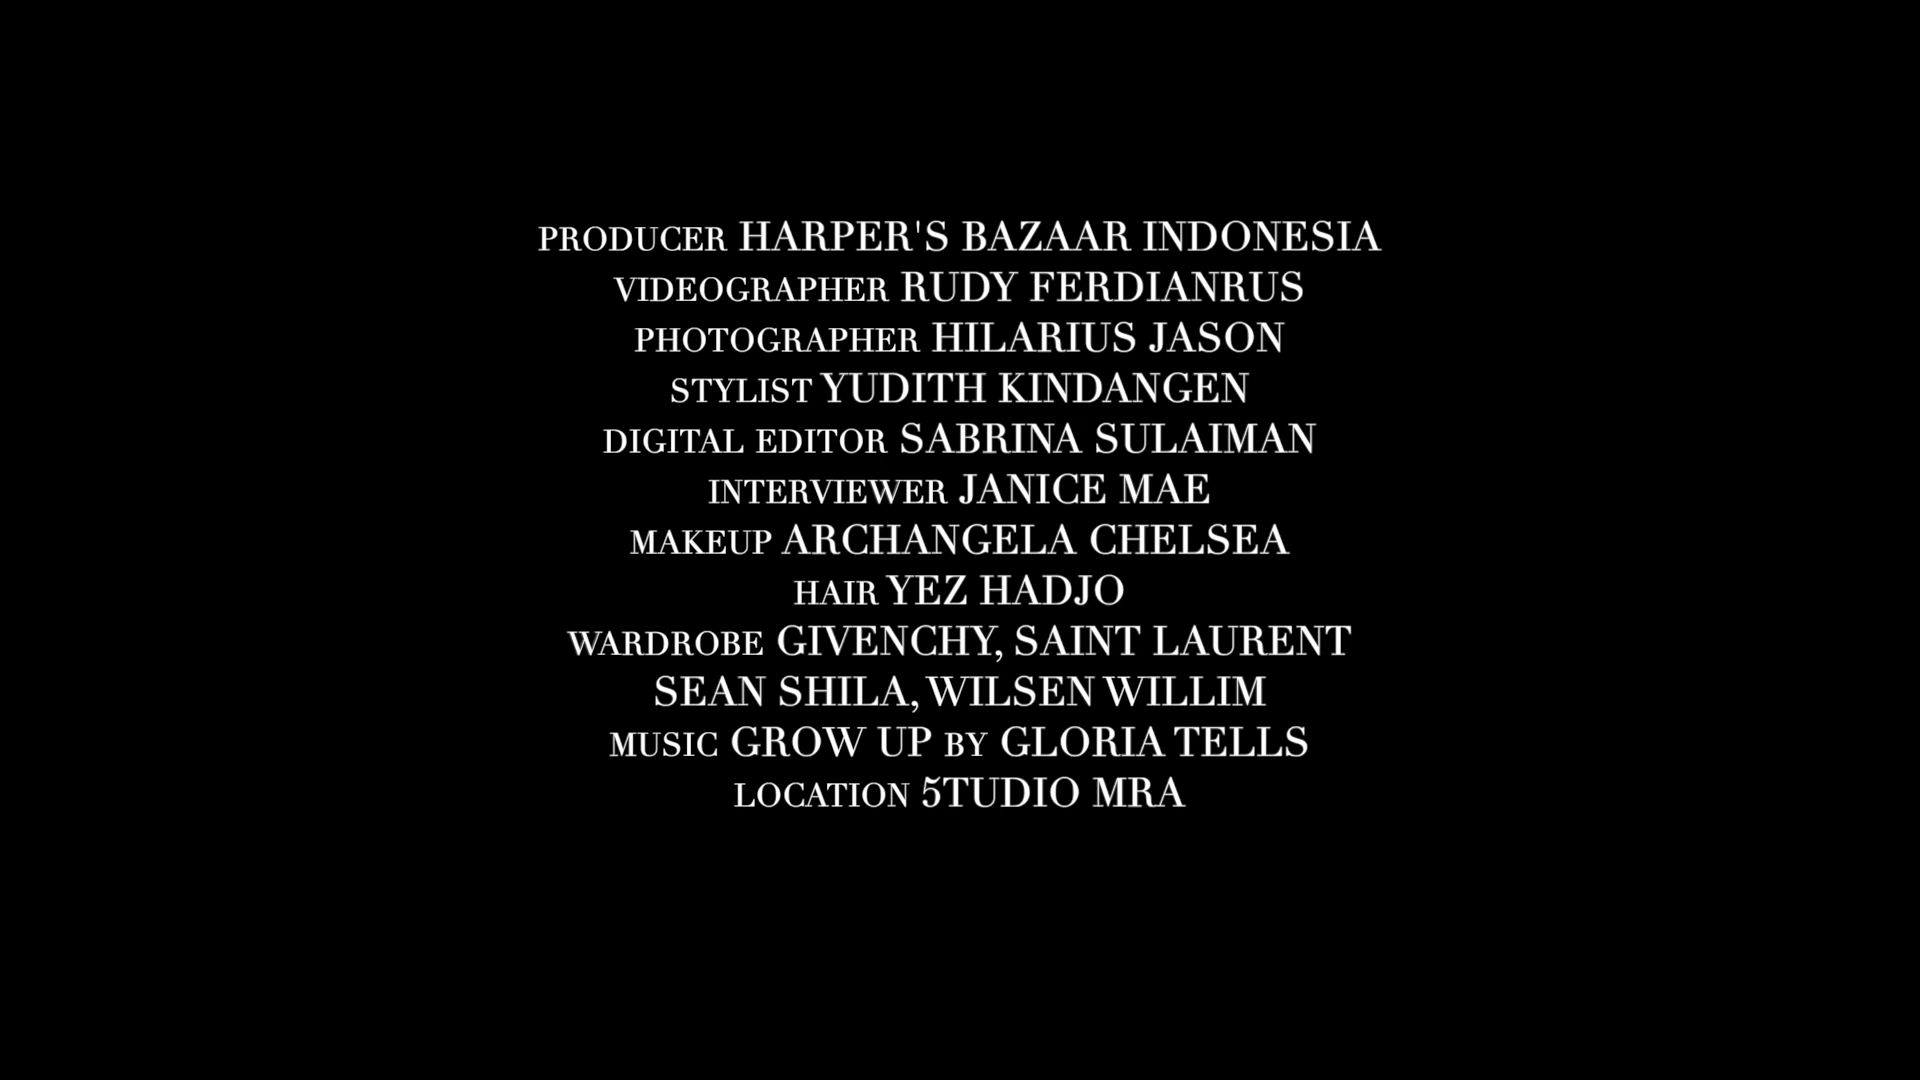 PRODUCER HARPER'S BAZAAR INDONESIA
VIDEOGRAPHER RUDY FERDIANRUS
PHOTOGRAPHER HILARIUS JASON
STYLIST YUDITH KINDANGEN
DIGITAL EDITOR SABRINA SULAIMAN
INTERVIEWER JANICE MAE
MAKEUP ARCHANGELA CHELSEA
HAIR YEZ HADJO
WARDROBE GIVENCHY, SAINT LAURENT
SEAN SHILA, WILSEN WILLIM
MUSIC GROW UP BY GLORIA TELLS
LOCATION 5TUDIO MRA